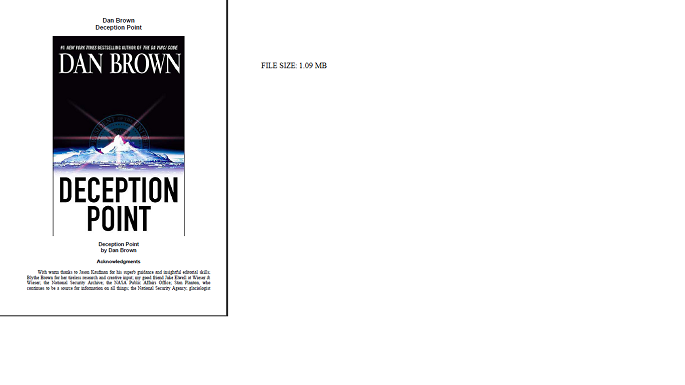 Dan Brown
Deception Point
#1 NEW YORK TIMES BESTSELLING AUTHOR OF THE DA VINCI CODE
DAN BROWN
DECEPTION
POINT
Deception Point
by Dan Brown
Acknowledgments
With warm thanks to Jason Kaufman for his superb guidance and insightful editorial skills;
Blythe Brown for her tireless research and creative input; my good friend Jake Elwell at Wieser &
Wieser; the National Security Archive; the NASA Public Affairs Office; Stan Planton, who
continues to be a source for information on all things; the National Security Agency; glaciologist
FILE SIZE: 1.09 MB